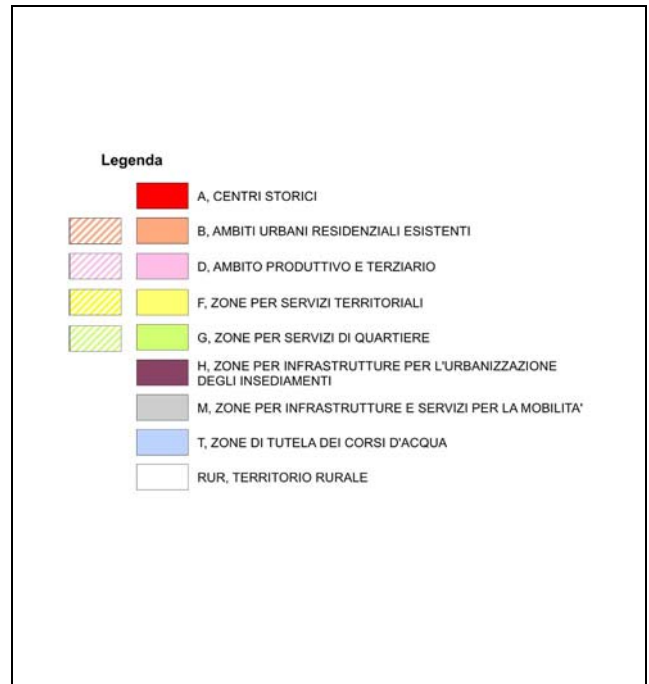 Legenda
A, CENTRI STORICI
B, AMBITI URBANI RESIDENZIALI ESISTENTI
D, AMBITO PRODUTTIVO E TERZIARIO
F, ZONE PER SERVIZI TERRITORIALI
G, ZONE PER SERVIZI DI QUARTIERE
H, ZONE PER INFRASTRUTTURE PER L'URBANIZZAZIONE
DEGLI INSEDIAMENTI
M, ZONE PER INFRASTRUTTURE E SERVIZI PER LA MOBILITA'
T, ZONE DI TUTELA DEI CORSI D'ACQUA
RUR, TERRITORIO RURALE